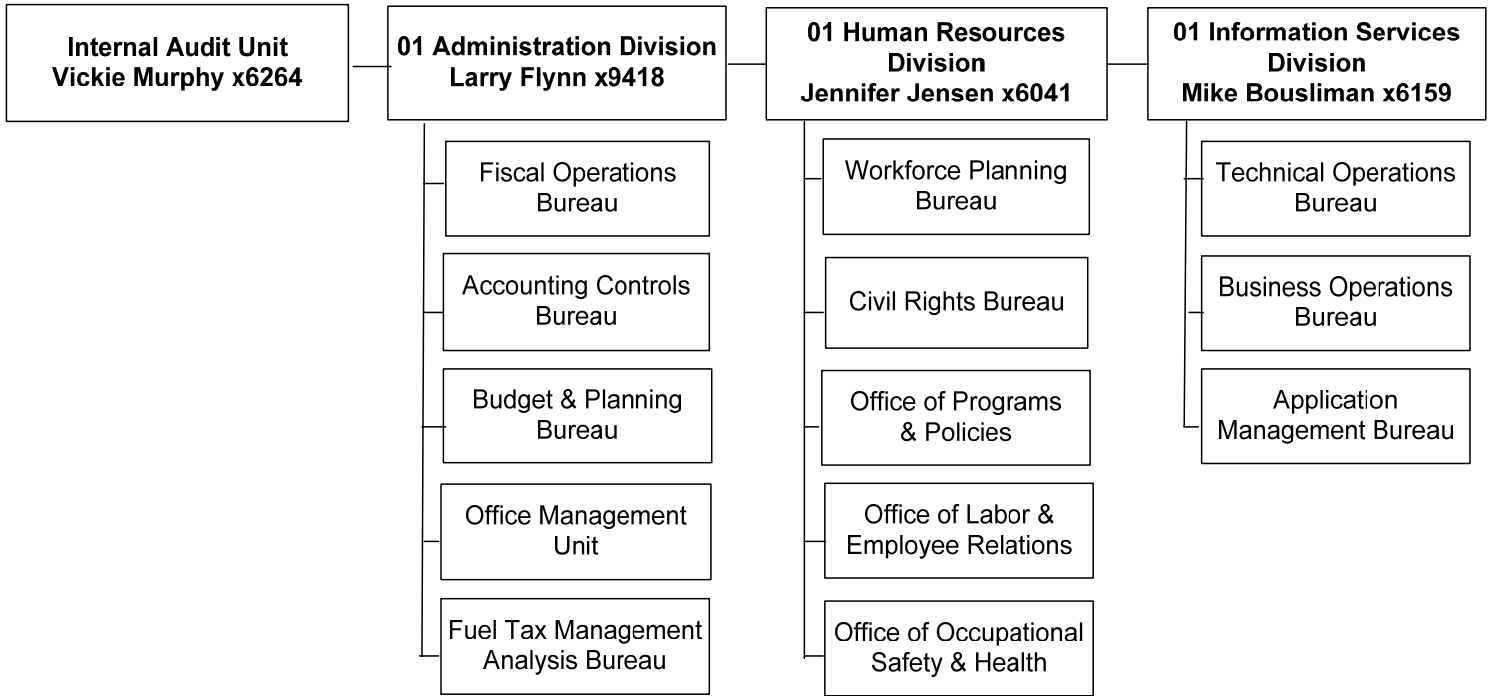 Internal Audit Unit
Vickie Murphy x6264
01 Administration Division
Larry Flynn x9418
01 Human Resources
Division
Jennifer Jensen x6041
01 Information Services
Division
Mike Bousliman x6159
Fiscal Operations
Bureau
Accounting Controls
Bureau
Budget & Planning
Bureau
Office Management
Unit
Fuel Tax Management
Analysis Bureau
Workforce Planning
Bureau
Civil Rights Bureau
Office of Programs
& Policies
Office of Labor &
Employee Relations
Office of Occupational
Safety & Health
Technical Operations
Bureau
Business Operations
Bureau
Application
Management Bureau